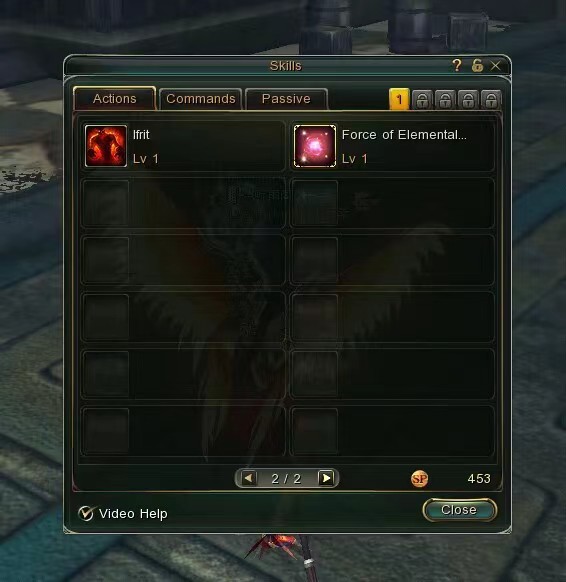 Skills ?
Actions Commands Passive 1
Ifrit Force of Elemental...
Lv 1 Lv 1
2 / 2 SP 453
Video Help Close